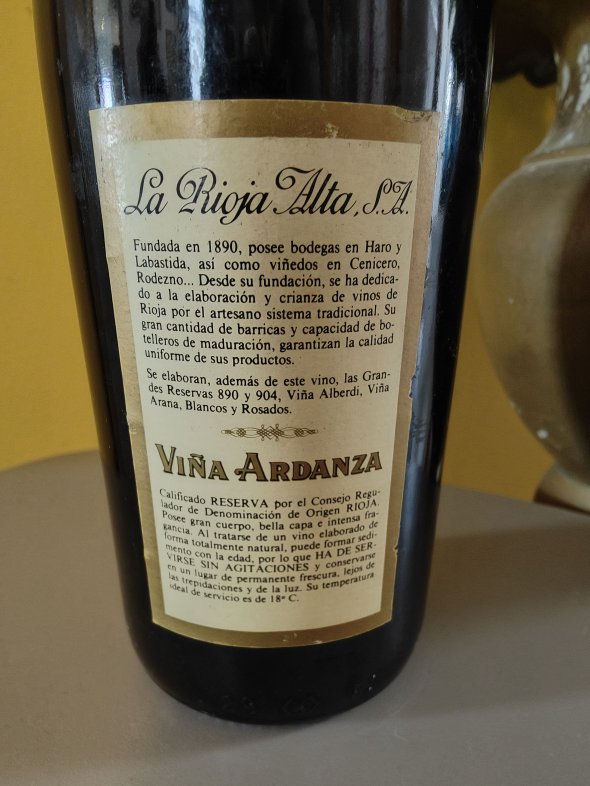 La Rioja Alta, S.A.
Fundada en 1890, posee bodegas en Haro y
Labastida, así como viñedos en Cenicero,
Rodezno... Desde su fundación, se ha dedica-
do a la elaboración y crianza de vinos de
Rioja por el artesano sistema tradicional. Su
gran cantidad de barricas y capacidad de bo-
telleros de maduración, garantizan la calidad
uniforme de sus productos.
Se elaboran, además de este vino, las Gran-
des Reservas 890 y 904, Viña Alberdi, Viña
Arana, Blancos y Rosados.
VIÑA ARDANZA
Calificado RESERVA por el Consejo Regu-
lador de Denominación de Origen RIOJA.
Posee gran cuerpo, bella capa e intensa fra-
gancia. Al tratarse de un vino elaborado de
forma totalmente natural, puede formar sedi-
mento con la edad, por lo que HA DE SER-
VIRSE SIN AGITACIONES y conservarse
en un lugar de permanente frescura, lejos de
las trepidaciones y de la luz. Su temperatura
ideal de servicio es de 18º C.